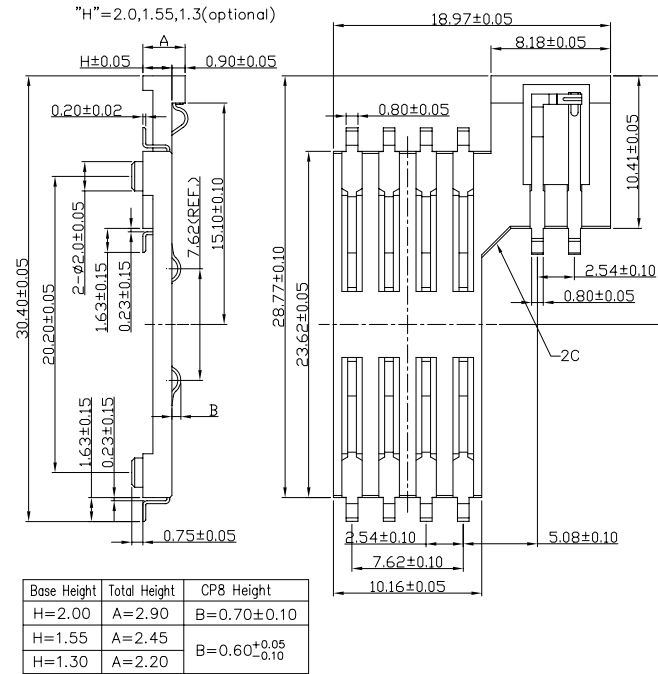 "H"=2.0,1.55,1.3(optional)
18.97±0.05
A
8.18±0.05
H±0.05
0.90±0.05
0.20±0.02
0.80±0.05
10.41±0.05
2-ø2.0±0.05
7.62(REF.)
15.10±0.10
1.63±0.15
0.23±0.15
30.40±0.05
20.20±0.05
28.77±0.10
23.62±0.05
2.54±0.10
0.80±0.05
2C
B
1.63±0.15
0.23±0.15
0.75±0.05
2.54±0.10
5.08±0.10
7.62±0.10
10.16±0.05
Base Height Total Height CP8 Height
H=2.00 A=2.90 B=0.70±0.10
H=1.55 A=2.45 B=0.60+0.05 -0.10
H=1.30 A=2.20